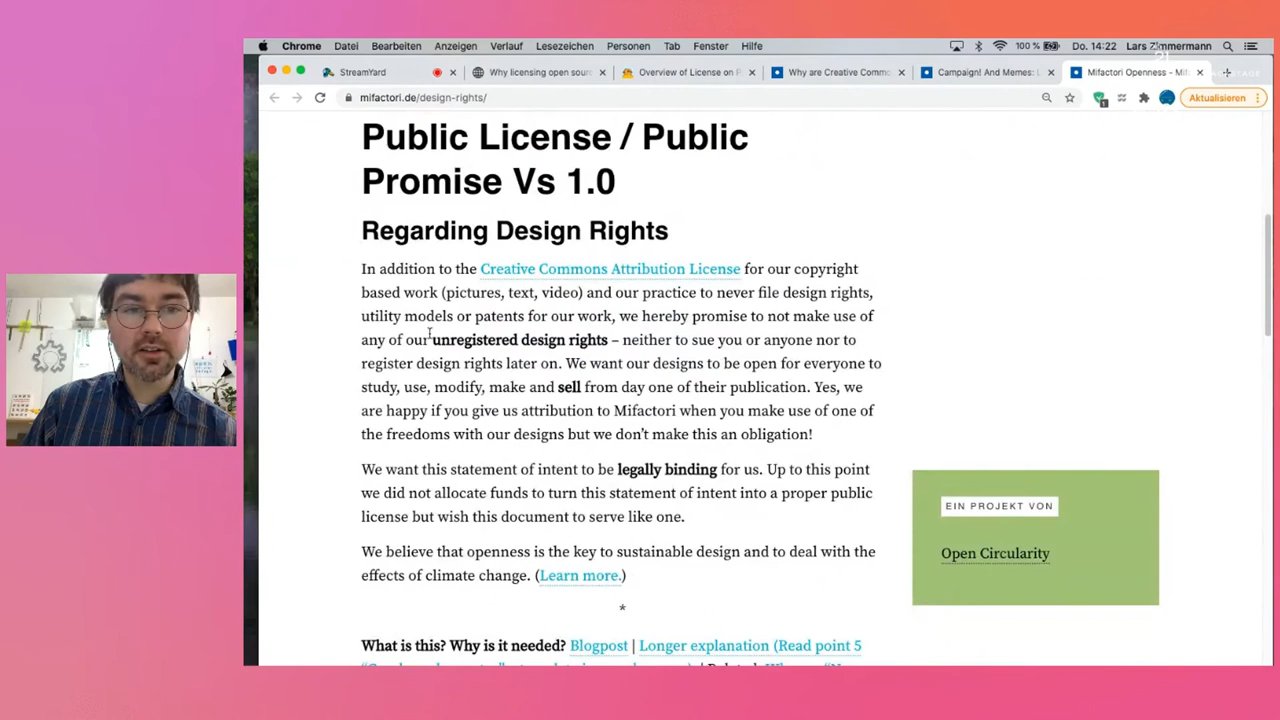 Chrome Datei Bearbeiten Anzeigen Verlauf Lesezeichen Personen Tab Fenster Hilfe 100 % Do. 14:22 Lars Zimmermann
StreamYard Why licensing open sourc Overview of License on P Why are Creative Commo Campaign! And Memes: L Mifactori Openness - Mif
mifactori.de/design-rights/ Aktualisieren
Public License / Public
Promise Vs 1.0
Regarding Design Rights
In addition to the Creative Commons Attribution License for our copyright
based work (pictures, text, video) and our practice to never file design rights,
utility models or patents for our work, we hereby promise to not make use of
any of our unregistered design rights – neither to sue you or anyone nor to
register design rights later on. We want our designs to be open for everyone to
study, use, modify, make and sell from day one of their publication. Yes, we
are happy if you give us attribution to Mifactori when you make use of one of
the freedoms with our designs but we don't make this an obligation!
We want this statement of intent to be legally binding for us. Up to this point
we did not allocate funds to turn this statement of intent into a proper public
license but wish this document to serve like one.
EIN PROJEKT VON
Open Circularity
We believe that openness is the key to sustainable design and to deal with the
effects of climate change. (Learn more.)
*
What is this? Why is it needed? Blogpost | Longer explanation (Read point 5